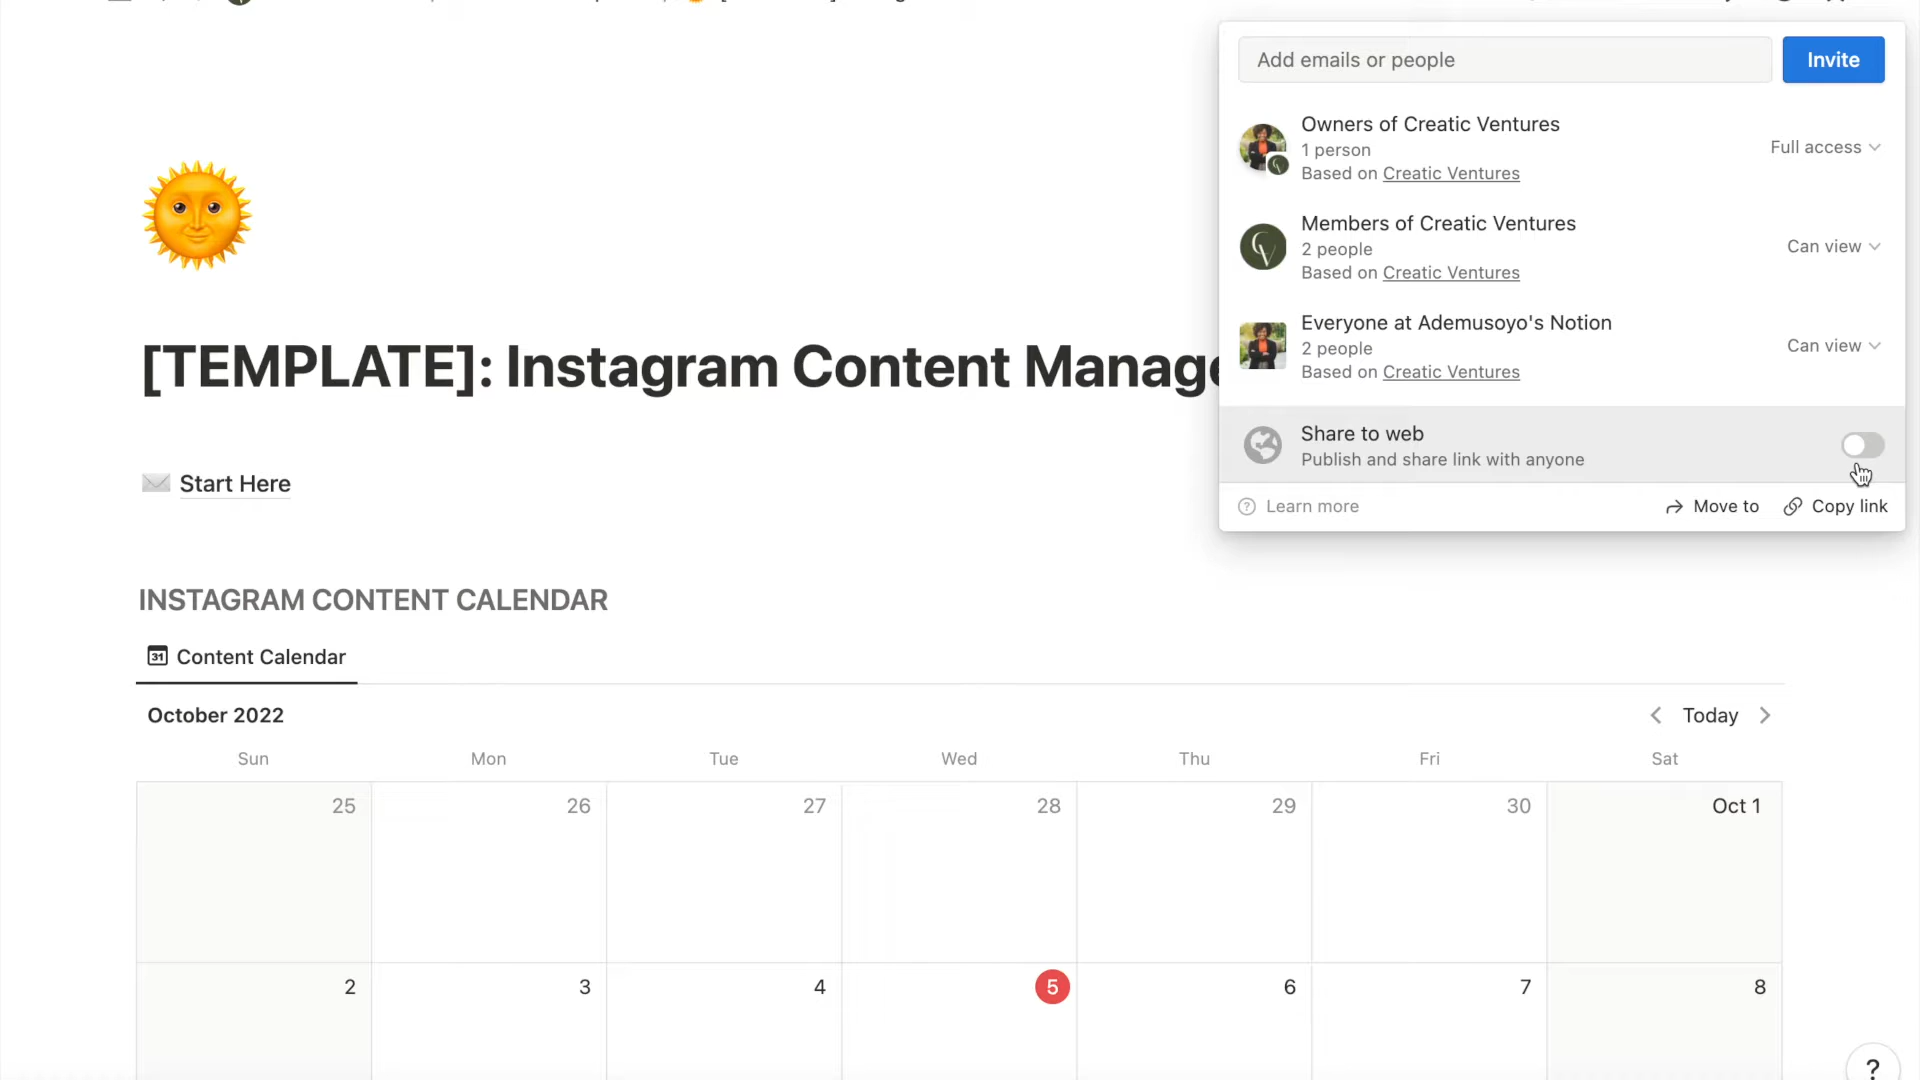 Add emails or people
Invite
Owners of Creatic Ventures
1 person
Based on Creatic Ventures
Full access
Members of Creatic Ventures
2 people
Based on Creatic Ventures
Can view
Everyone at Ademusoyo's Notion
2 people
Based on Creatic Ventures
Can view
Share to web
Publish and share link with anyone
? Learn more
Move to
Copy link
[TEMPLATE]: Instagram Content Manage
Start Here
INSTAGRAM CONTENT CALENDAR
31 Content Calendar
October 2022
Today
Sun Mon Tue Wed Thu Fri Sat
25 26 27 28 29 30 Oct 1
2 3 4 5 6 7 8
?